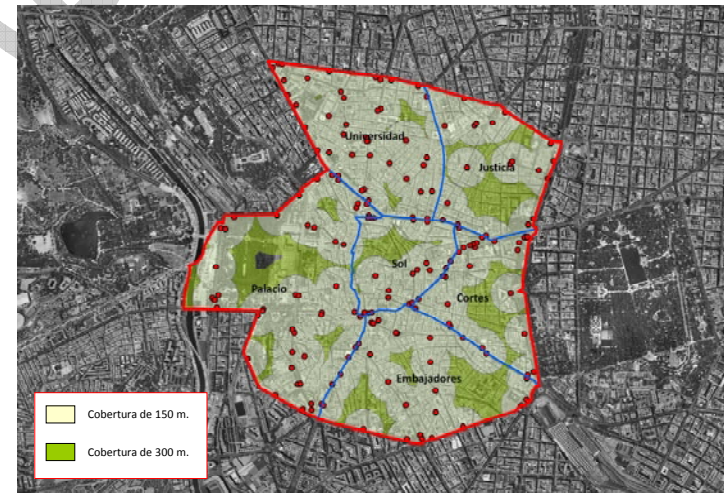 Universidad
Justicia
Sol
Palacio
Cortes
Embajadores
Cobertura de 150 m.
Cobertura de 300 m.